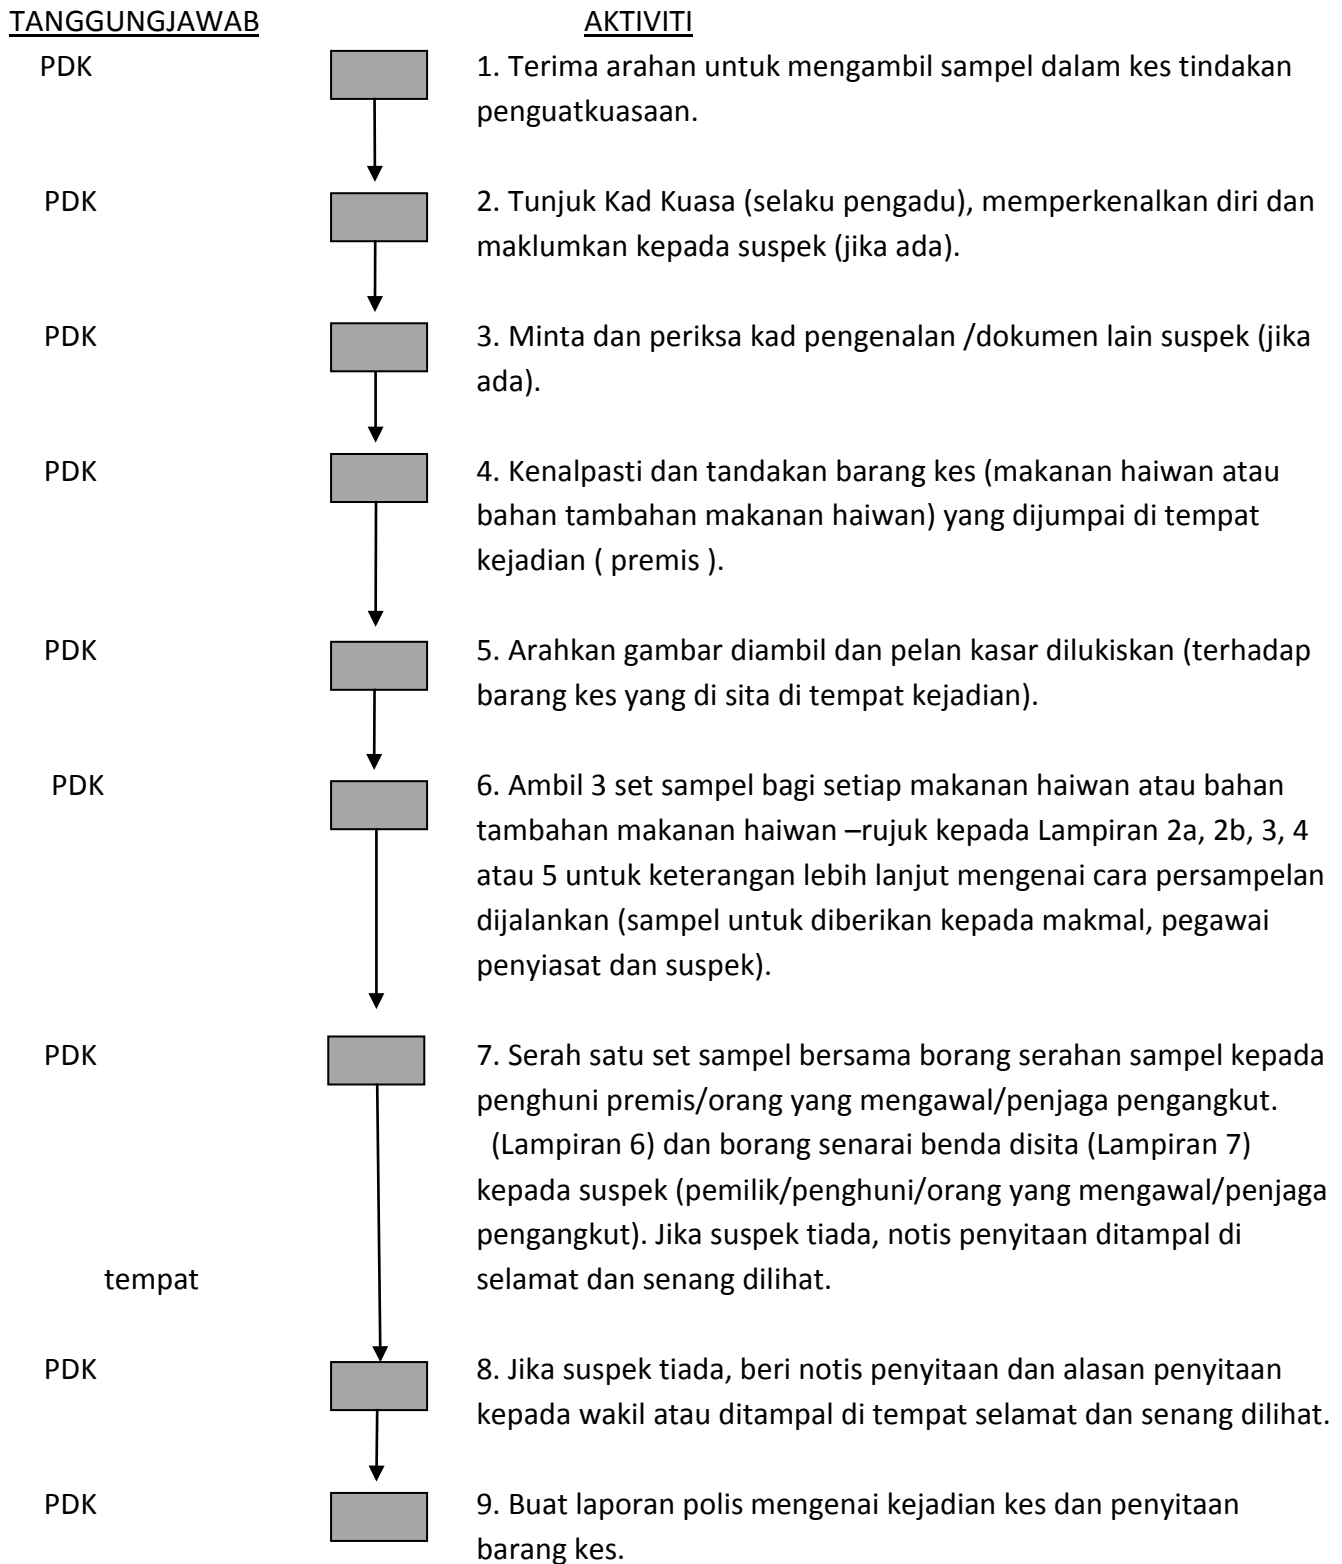 TANGGUNGJAWAB AKTIVITI
PDK 1. Terima arahan untuk mengambil sampel dalam kes tindakan
penguatkuasaan.
PDK 2. Tunjuk Kad Kuasa (selaku pengadu), memperkenalkan diri dan
maklumkan kepada suspek (jika ada).
PDK 3. Minta dan periksa kad pengenalan /dokumen lain suspek (jika
ada).
PDK 4. Kenalpasti dan tandakan barang kes (makanan haiwan atau
bahan tambahan makanan haiwan) yang dijumpai di tempat
kejadian ( premis ).
PDK 5. Arahkan gambar diambil dan pelan kasar dilukiskan (terhadap
barang kes yang di sita di tempat kejadian).
PDK 6. Ambil 3 set sampel bagi setiap makanan haiwan atau bahan
tambahan makanan haiwan –rujuk kepada Lampiran 2a, 2b, 3, 4
atau 5 untuk keterangan lebih lanjut mengenai cara persampelan
dijalankan (sampel untuk diberikan kepada makmal, pegawai
penyiasat dan suspek).
PDK 7. Serah satu set sampel bersama borang serahan sampel kepada
penghuni premis/orang yang mengawal/penjaga pengangkut.
(Lampiran 6) dan borang senarai benda disita (Lampiran 7)
kepada suspek (pemilik/penghuni/orang yang mengawal/penjaga
pengangkut). Jika suspek tiada, notis penyitaan ditampal di
tempat selamat dan senang dilihat.
PDK 8. Jika suspek tiada, beri notis penyitaan dan alasan penyitaan
kepada wakil atau ditampal di tempat selamat dan senang dilihat.
PDK 9. Buat laporan polis mengenai kejadian kes dan penyitaan
barang kes.